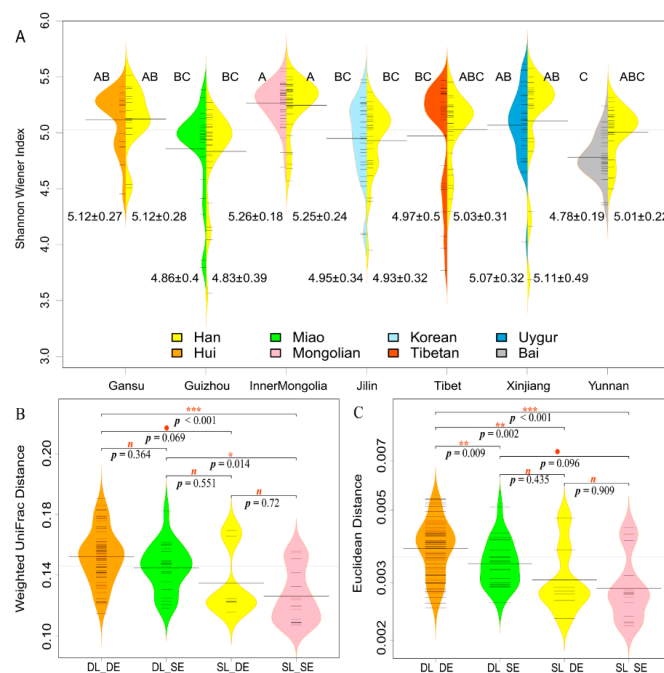 A
6.0
5.5
5.0
4.5
4.0
3.5
3.0
Shannon Wiener Index
AB AB BC BC A A BC BC BC ABC AB AB C ABC
5.12±0.27 5.12±0.28 5.26±0.18 5.25±0.24 4.97±0.5 5.03±0.31 4.78±0.19 5.01±0.22
4.86±0.4 4.83±0.39 4.95±0.34 4.93±0.32 5.07±0.32 5.11±0.49
Han Miao Korean Uygur
Hui Mongolian Tibetan Bai
Gansu Guizhou InnerMongolia Jilin Tibet Xinjiang Yunnan
B
Weighted UniFrac Distance
0.20
0.18
0.14
0.10
***
p < 0.001
p = 0.069
n
p = 0.364
*
p = 0.014
n
p = 0.551
n
p = 0.72
DL_DE DL_SE SL_DE SL_SE
C
Euclidean Distance
0.007
0.005
0.003
0.002
***
p < 0.001
**
p = 0.002
**
p = 0.009
p = 0.096
n
p = 0.435
n
p = 0.909
DL_DE DL_SE SL_DE SL_SE